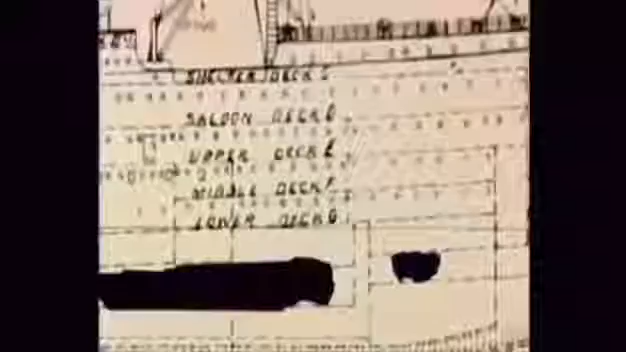 SHELTER DECK C
SALOON DECK D
UPPER DECK E
MIDDLE DECK F
LOWER DECK G